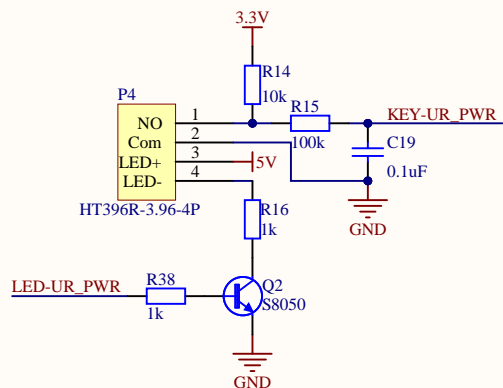 3.3V
R14
10k
P4
NO
Com
LED+
LED-
1
2
3
4
HT396R-3.96-4P
R15
100k
KEY-UR_PWR
C19
0.1uF
GND
5V
R16
1k
LED-UR_PWR
R38
1k
Q2
S8050
GND